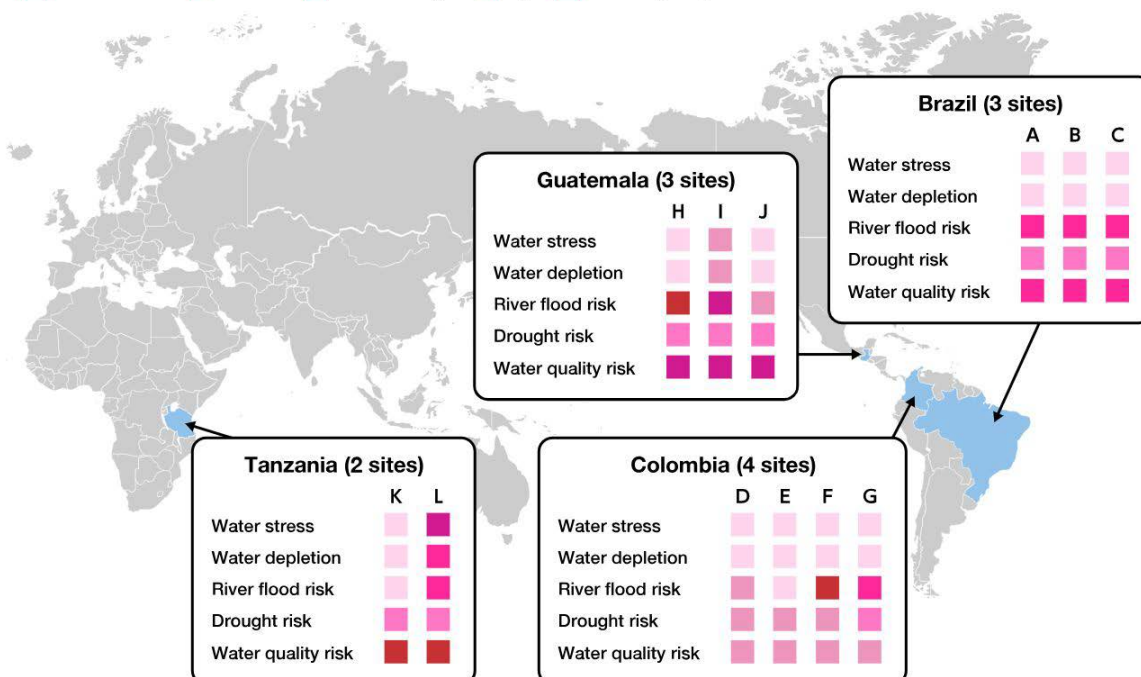 Brazil (3 sites)
A B C
Water stress
Water depletion
River flood risk
Drought risk
Water quality risk
Guatemala (3 sites)
H I J
Water stress
Water depletion
River flood risk
Drought risk
Water quality risk
Tanzania (2 sites)
K L
Water stress
Water depletion
River flood risk
Drought risk
Water quality risk
Colombia (4 sites)
D E F G
Water stress
Water depletion
River flood risk
Drought risk
Water quality risk